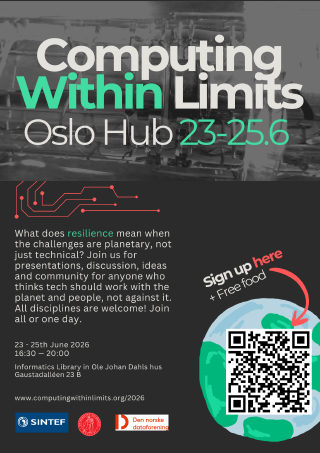 Computing
Within Limits
Oslo Hub 23-25.6
What does resilience mean when
the challenges are planetary, not
just technical? Join us for
presentations, discussion, ideas
and community for anyone who
thinks tech should work with the
planet and people, not against it.
All disciplines are welcome! Join
all or one day.
Sign up here
+ Free food
23 - 25th June 2026
16:30 – 20:00
Informatics Library in Ole Johan Dahls hus
Gaustadalléen 23 B
www.computingwithinlimits.org/2026
SINTEF
Den norske
dataforening